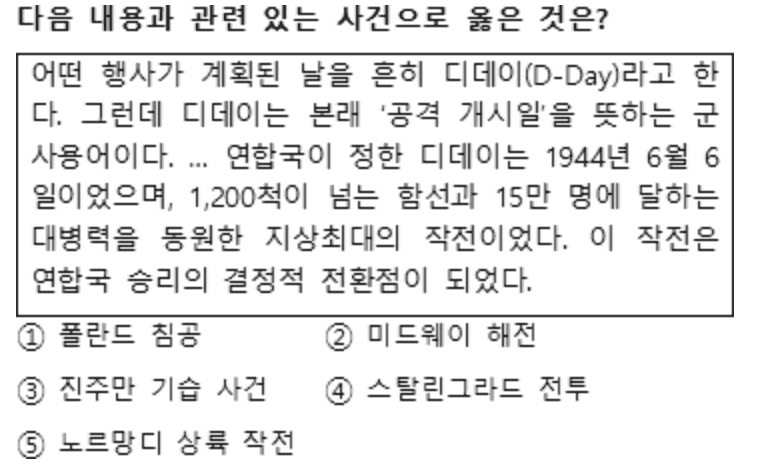 다음 내용과 관련 있는 사건으로 옳은 것은?
어떤 행사가 계획된 날을 흔히 디데이(D-Day)라고 한
다. 그런데 디데이는 본래 ‘공격 개시일’을 뜻하는 군
사용어이다. ... 연합국이 정한 디데이는 1944년 6월 6
일이었으며, 1,200척이 넘는 함선과 15만 명에 달하는
대병력을 동원한 지상최대의 작전이었다. 이 작전은
연합국 승리의 결정적 전환점이 되었다.
① 폴란드 침공 ② 미드웨이 해전
③ 진주만 기습 사건 ④ 스탈린그라드 전투
⑤ 노르망디 상륙 작전